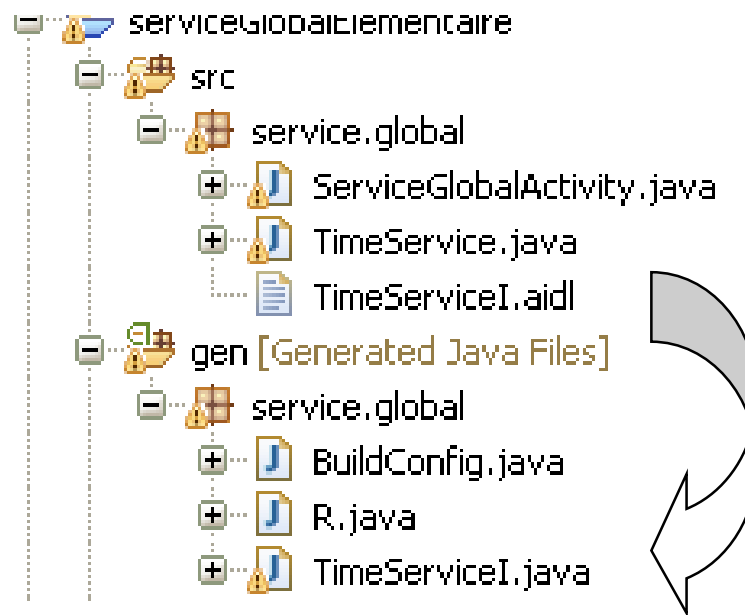 serviceGlobalElementaire
src
service.global
ServiceGlobalActivity.java
TimeService.java
TimeServiceI.aidl
gen [Generated Java Files]
service.global
BuildConfig.java
R.java
TimeServiceI.java